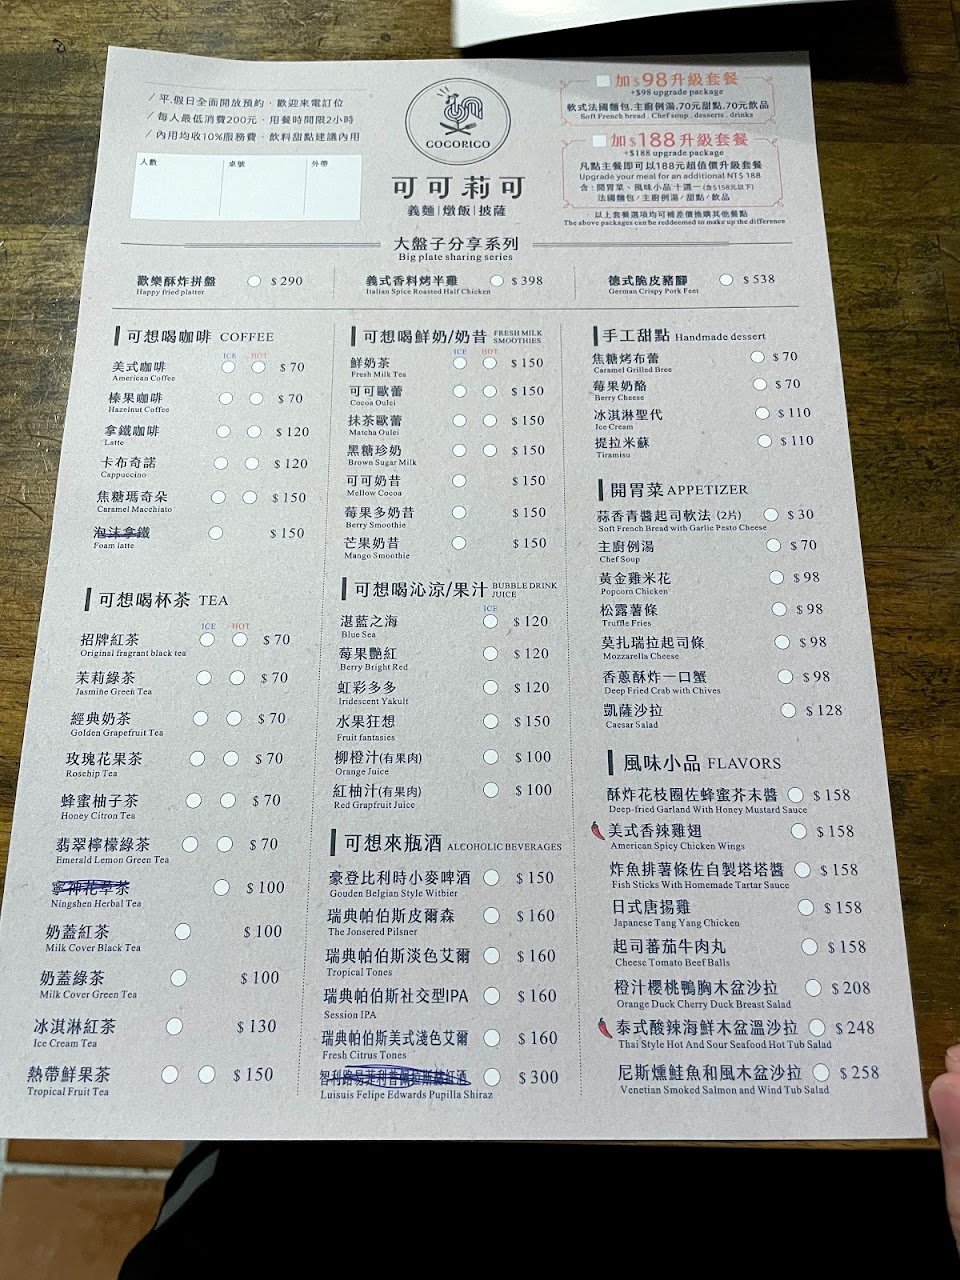 / 平.假日全面開放預約，歡迎來電訂位
/ 每人最低消費200元，用餐時間限2小時
/ 內用均收10%服務費，飲料甜點建議內用
人數 桌號 外帶
COGORICO
可可莉可
義麵|燉飯|披薩
加$98升級套餐
+$98 upgrade package
軟式法國麵包.主廚例湯.70元甜點.70元飲品
Soft French bread . Chef soup . desserts . drinks
加$188升級套餐
+$188 upgrade package
凡點主餐即可以188元超值價升級套餐
Upgrade your meal for an additional NT$ 188
含 : 開胃菜、風味小品 十選一 (含$158元以下)
法國麵包 / 主廚例湯 / 甜點 / 飲品
以上套餐選項均可補差價換購其他餐點
The above packages can be reddeemed to make up the difference
大盤子分享系列
Big plate sharing series
歡樂酥炸拼盤 $290
Happy fried platter
義式香料烤半雞 $398
Italian Spice Roasted Half Chicken
德式脆皮豬腳 $538
German Crispy Pork Feet
可想喝咖啡 COFFEE
ICE HOT
美式咖啡 $70
American Coffee
榛果咖啡 $70
Hazelnut Coffee
拿鐵咖啡 $120
Latte
卡布奇諾 $120
Cappuccino
焦糖瑪奇朵 $150
Caramel Macchiato
泡沫拿鐵 $150
Foam latte
可想喝杯茶 TEA
ICE HOT
招牌紅茶 $70
Original fragrant black tea
茉莉綠茶 $70
Jasmine Green Tea
經典奶茶 $70
Golden Grapefruit Tea
玫瑰花果茶 $70
Rosehip Tea
蜂蜜柚子茶 $70
Honey Citron Tea
翡翠檸檬綠茶 $70
Emerald Lemon Green Tea
寧神花草茶 $100
Ningshen Herbal Tea
奶蓋紅茶 $100
Milk Cover Black Tea
奶蓋綠茶 $100
Milk Cover Green Tea
冰淇淋紅茶 $130
Ice Cream Tea
熱帶鮮果茶 $150
Tropical Fruit Tea
可想喝鮮奶/奶昔 FRESH MILK SMOOTHIES
ICE HOT
鮮奶茶 $150
Fresh Milk Tea
可可歐蕾 $150
Cocoa Oulei
抹茶歐蕾 $150
Matcha Oulei
黑糖珍奶 $150
Brown Sugar Milk
可可奶昔 $150
Mellow Cocoa
莓果多奶昔 $150
Berry Smoothie
芒果奶昔 $150
Mango Smoothie
可想喝沁涼/果汁 BUBBLE DRINK JUICE
ICE
湛藍之海 $120
Blue Sea
莓果艷紅 $120
Berry Bright Red
虹彩多多 $120
Iridescent Yakult
水果狂想 $150
Fruit fantasies
柳橙汁(有果肉) $100
Orange Juice
紅柚汁(有果肉) $100
Red Grapfruit Juice
可想來瓶酒 ALCOHOLIC BEVERAGES
豪登比利時小麥啤酒 $150
Gouden Belgian Style Witbier
瑞典帕伯斯皮爾森 $160
The Jonsered Pilsner
瑞典帕伯斯淡色艾爾 $160
Tropical Tones
瑞典帕伯斯社交型IPA $160
Session IPA
瑞典帕伯斯美式淺色艾爾 $160
Fresh Citrus Tones
$300
Luisuis Felipe Edwards Pupilla Shiraz
手工甜點 Handmade dessert
焦糖烤布蕾 $70
Caramel Grilled Bree
莓果奶酪 $70
Berry Cheese
冰淇淋聖代 $110
Ice Cream
提拉米蘇 $110
Tiramisu
開胃菜 APPETIZER
蒜香青醬起司軟法 (2片) $30
Soft French Bread with Garlic Pesto Cheese
主廚例湯 $70
Chef Soup
黃金雞米花 $98
Popcorn Chicken
松露薯條 $98
Truffle Fries
莫扎瑞拉起司條 $98
Mozzarella Cheese
香蔥酥炸一口蟹 $98
Deep Fried Crab with Chives
凱薩沙拉 $128
Caesar Salad
風味小品 FLAVORS
酥炸花枝圈佐蜂蜜芥末醬 $158
Deep-fried Garland With Honey Mustard Sauce
美式香辣雞翅 $158
American Spicy Chicken Wings
炸魚排薯條佐自製塔塔醬 $158
Fish Sticks With Homemade Tartar Sauce
日式唐揚雞 $158
Japanese Tang Yang Chicken
起司蕃茄牛肉丸 $158
Cheese Tomato Beef Balls
橙汁櫻桃鴨胸木盆沙拉 $208
Orange Duck Cherry Duck Breast Salad
泰式酸辣海鮮木盆溫沙拉 $248
Thai Style Hot And Sour Seafood Hot Tub Salad
尼斯燻鮭魚和風木盆沙拉 $258
Venetian Smoked Salmon and Wind Tub Salad